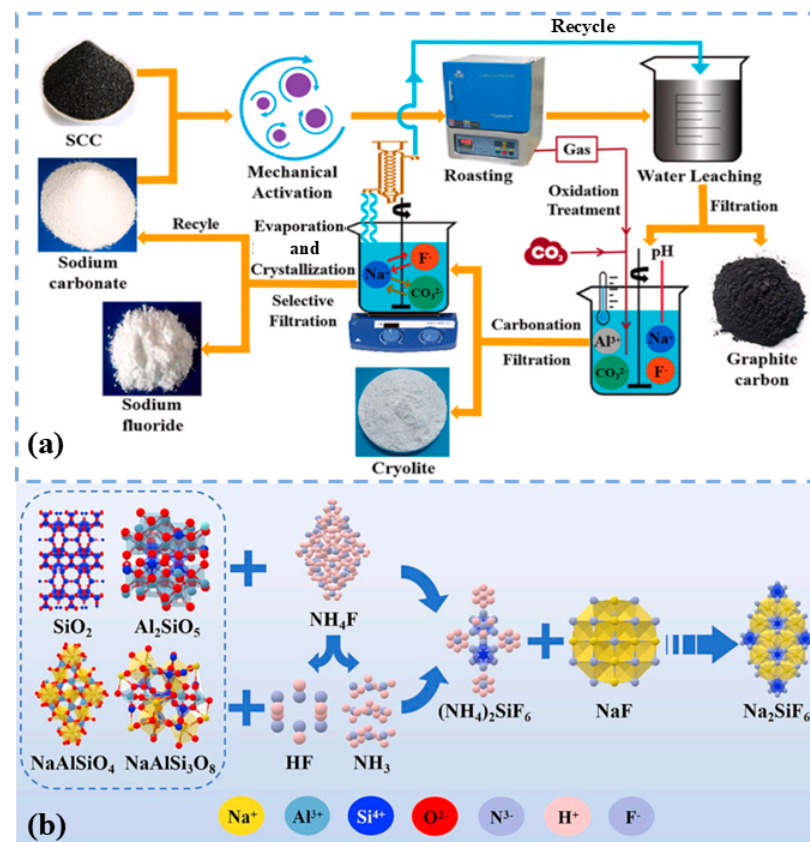 Recycle
SCC
Mechanical
Activation
Roasting
Gas
Water Leaching
Oxidation
Treatment
Filtration
Recyle
Sodium
carbonate
Evaporation
and
Crystallization
Selective
Filtration
Na⁺
F⁻
CO₃²⁻
CO₂
pH
Carbonation
Filtration
Al³⁺
Na⁺
CO₃²⁻
F⁻
Graphite
carbon
Sodium
fluoride
Cryolite
(a)
SiO₂
Al₂SiO₅
NH₄F
NaAlSiO₄
NaAlSi₃O₈
HF
NH₃
(NH₄)₂SiF₆
NaF
Na₂SiF₆
(b)
Na⁺
Al³⁺
Si⁴⁺
O²⁻
N³⁻
H⁺
F⁻